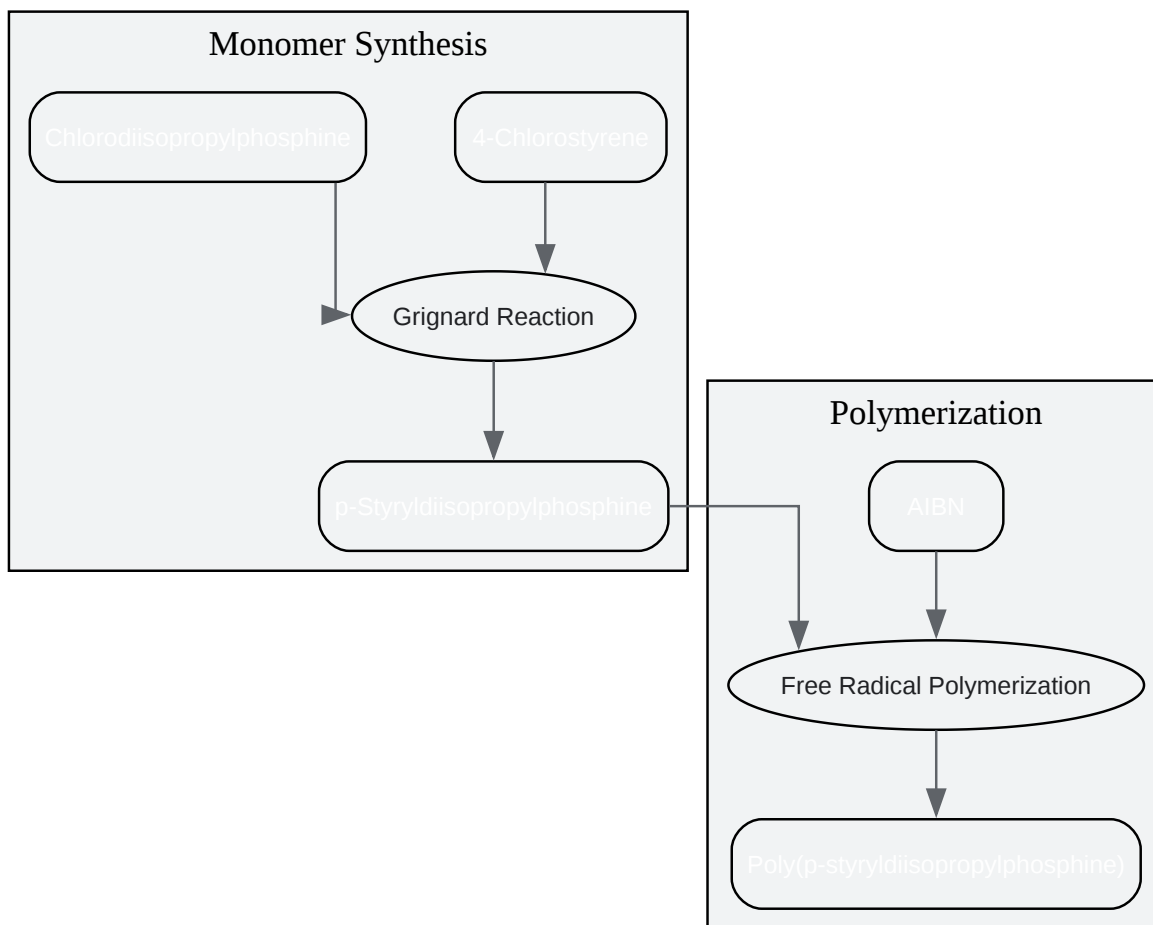 Monomer Synthesis
Chlorodiisopropylphosphine
4-Chlorostyrene
Grignard Reaction
p-Styryldiisopropylphosphine
Polymerization
AIBN
Free Radical Polymerization
Poly(p-styryldiisopropylphosphine)